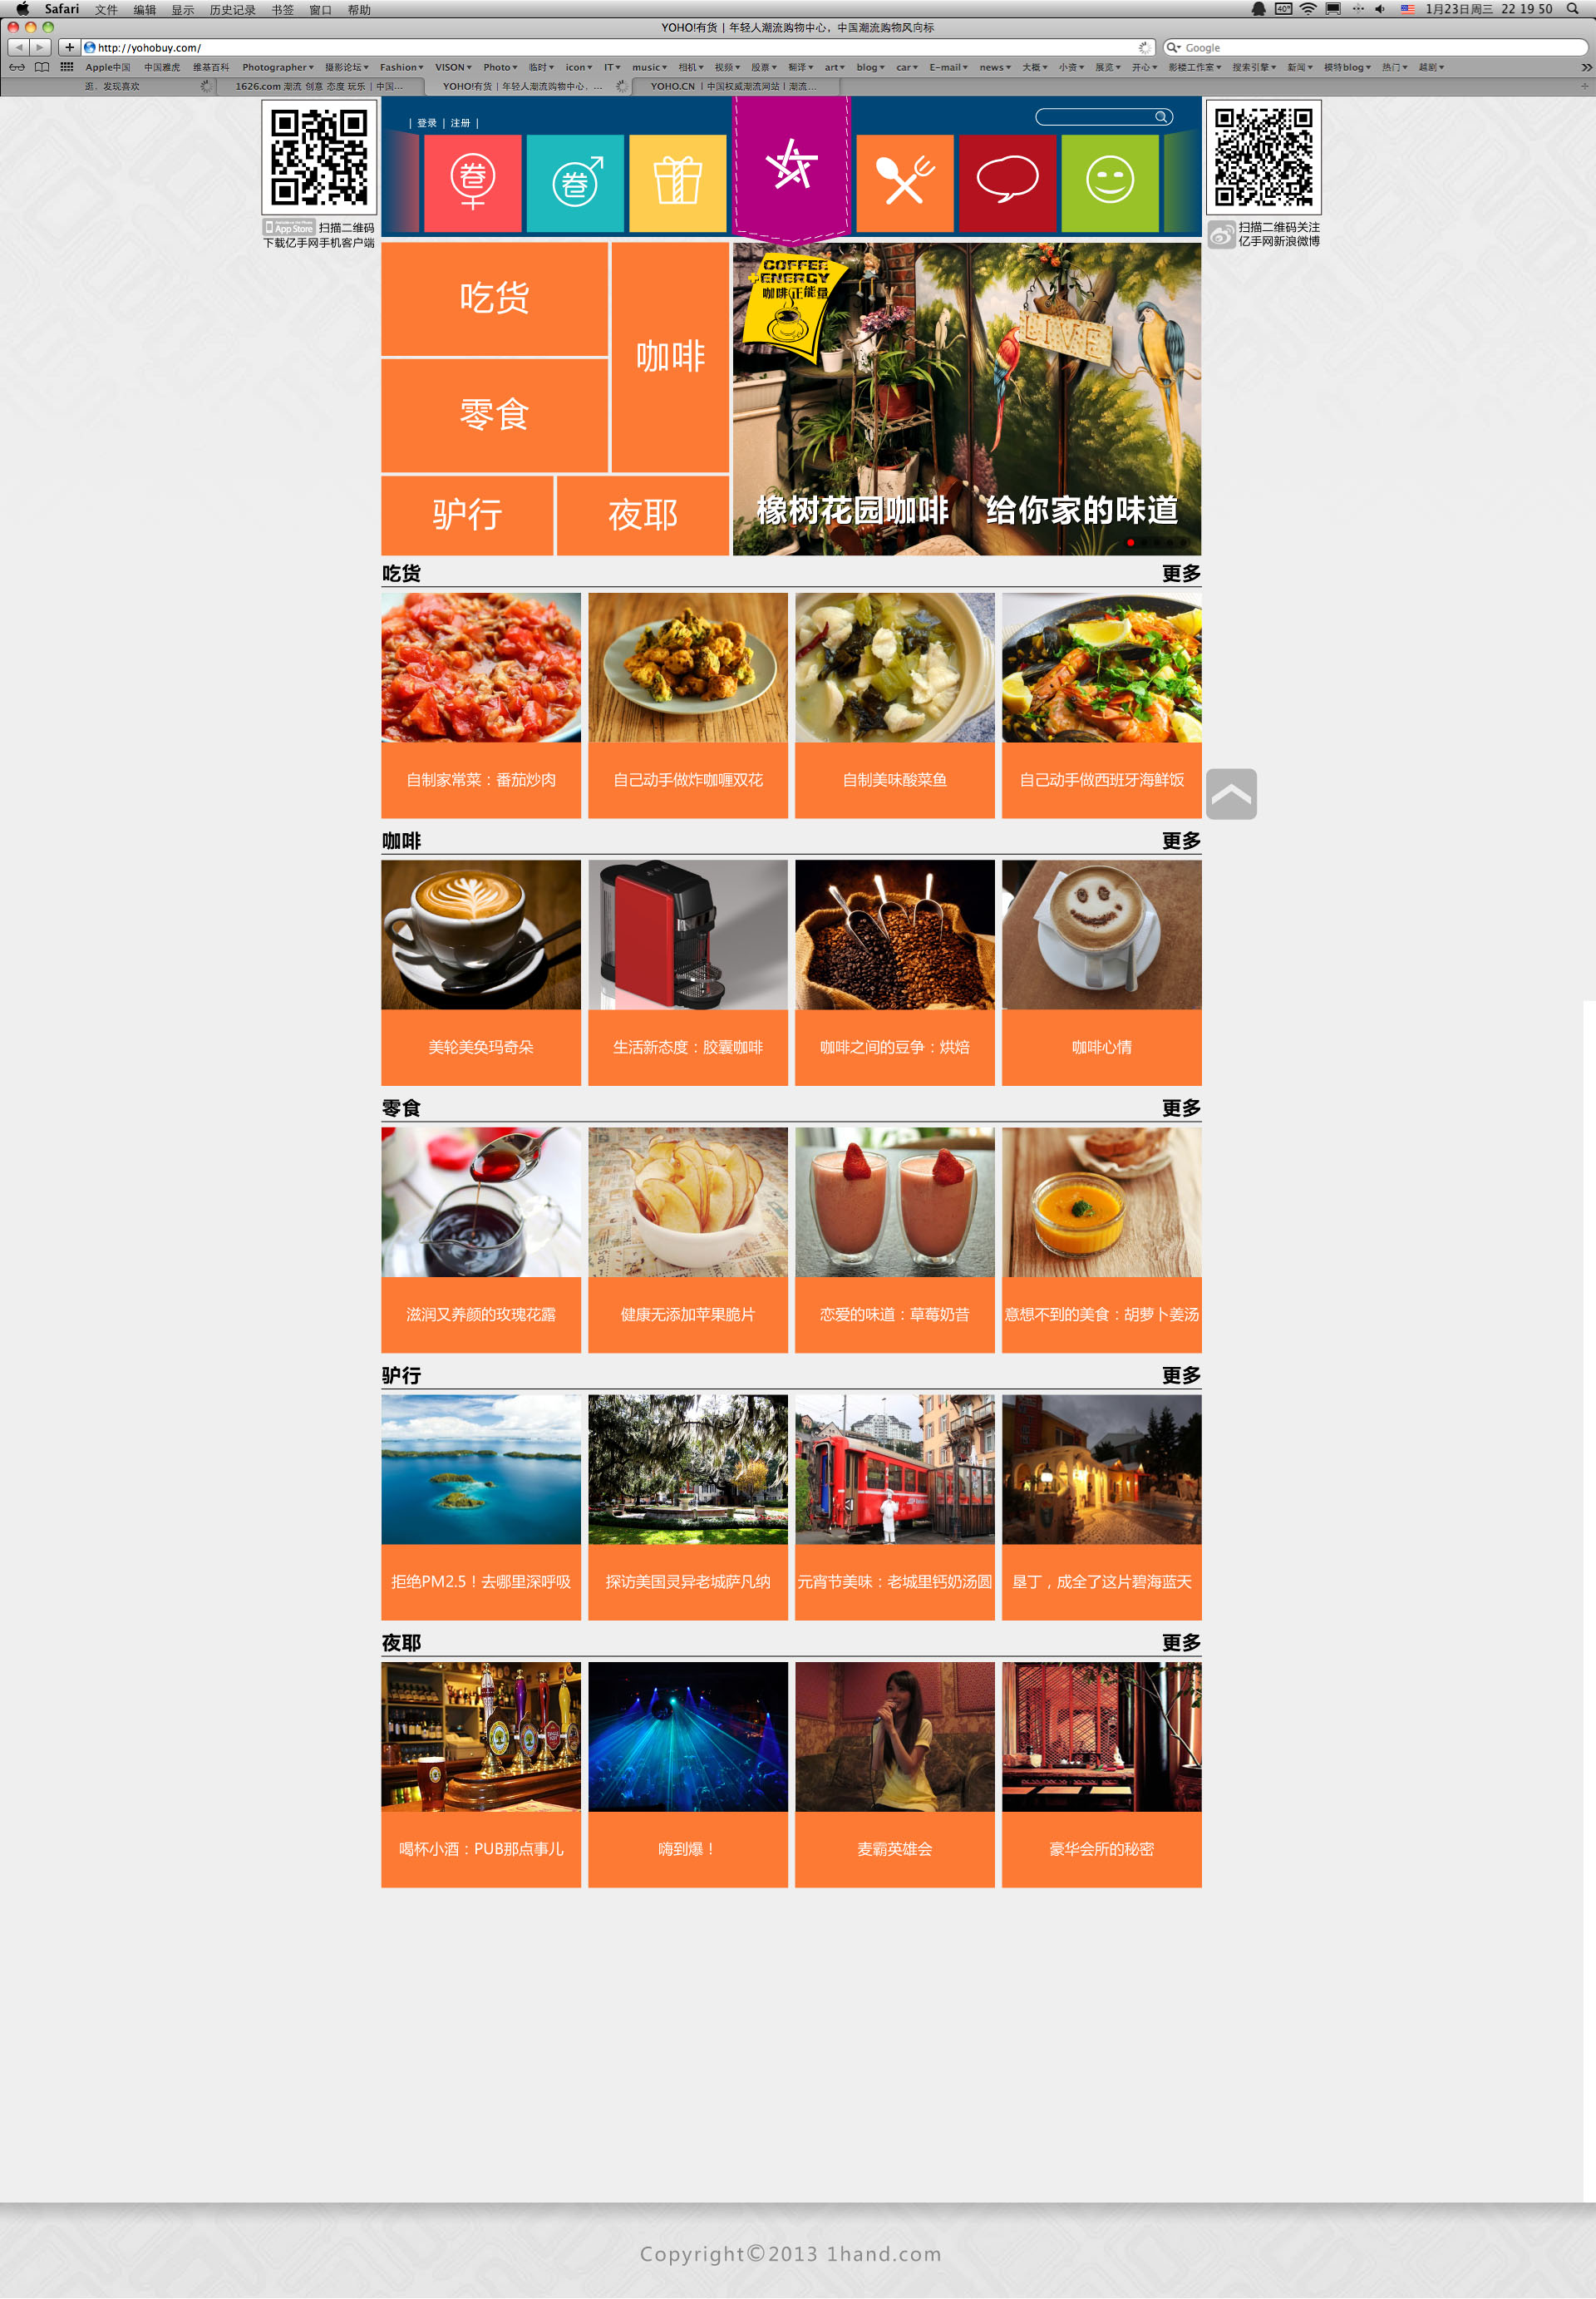 Safari 文件 编辑 显示 历史记录 书签 窗口 帮助
40° 1月23日周三 22 19 50
YOHO!有货 | 年轻人潮流购物中心，中国潮流购物风向标
http://yohobuy.com/
Google
Apple中国 中国雅虎 维基百科 Photographer 摄影论坛 Fashion VISON Photo 临时 icon IT music 相机 视频 股票 翻译 art blog car E-mail news 大概 小资 展览 开心 影楼工作室 搜索引擎 新闻 模特blog 热门 越剧
逛，发现喜欢 1626.com 潮流 创意 态度 玩乐 | 中国... YOHO!有货 | 年轻人潮流购物中心，... YOHO.CN | 中国权威潮流网站 | 潮流...
| 登录 | 注册 |
卷 卷
App Store 扫描二维码
下载亿手网手机客户端
扫描二维码关注
亿手网新浪微博
吃货
咖啡
零食
驴行 夜耶
COFFEE
+ENERGY
咖啡正能量
LIVE
橡树花园咖啡 给你家的味道
吃货 更多
自制家常菜：番茄炒肉 自己动手做炸咖喱双花 自制美味酸菜鱼 自己动手做西班牙海鲜饭
咖啡 更多
美轮美奂玛奇朵 生活新态度：胶囊咖啡 咖啡之间的豆争：烘焙 咖啡心情
零食 更多
滋润又养颜的玫瑰花露 健康无添加苹果脆片 恋爱的味道：草莓奶昔 意想不到的美食：胡萝卜姜汤
驴行 更多
拒绝PM2.5！去哪里深呼吸 探访美国灵异老城萨凡纳 元宵节美味：老城里钙奶汤圆 垦丁，成全了这片碧海蓝天
夜耶 更多
喝杯小酒：PUB那点事儿 嗨到爆！ 麦霸英雄会 豪华会所的秘密
Copyright©2013 1hand.com